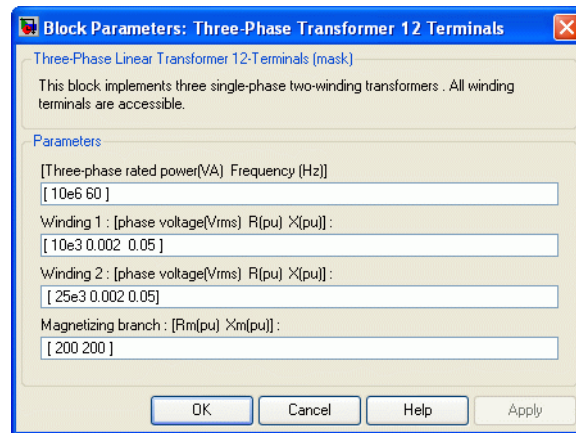 Block Parameters: Three-Phase Transformer 12 Terminals
Three-Phase Linear Transformer 12-Terminals (mask)
This block implements three single-phase two-winding transformers . All winding
terminals are accessible.
Parameters
[Three-phase rated power(VA) Frequency (Hz)]
[ 10e6 60 ]
Winding 1 : [phase voltage(Vrms) R(pu) X(pu)] :
[ 10e3 0.002 0.05 ]
Winding 2 : [phase voltage(Vrms) R(pu) X(pu)] :
[ 25e3 0.002 0.05]
Magnetizing branch : [Rm(pu) Xm(pu)] :
[ 200 200 ]
OK Cancel Help Apply